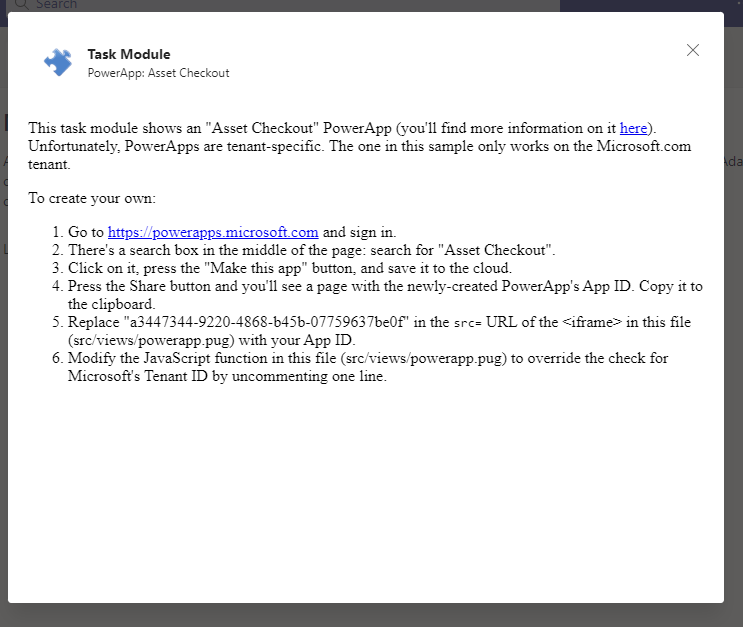 Search
Task Module
PowerApp: Asset Checkout
This task module shows an "Asset Checkout" PowerApp (you'll find more information on it here).
Unfortunately, PowerApps are tenant-specific. The one in this sample only works on the Microsoft.com
tenant.
To create your own:
1. Go to https://powerapps.microsoft.com and sign in.
2. There's a search box in the middle of the page: search for "Asset Checkout".
3. Click on it, press the "Make this app" button, and save it to the cloud.
4. Press the Share button and you'll see a page with the newly-created PowerApp's App ID. Copy it to
the clipboard.
5. Replace "a3447344-9220-4868-b45b-07759637be0f" in the src= URL of the <iframe> in this file
(src/views/powerapp.pug) with your App ID.
6. Modify the JavaScript function in this file (src/views/powerapp.pug) to override the check for
Microsoft's Tenant ID by uncommenting one line.